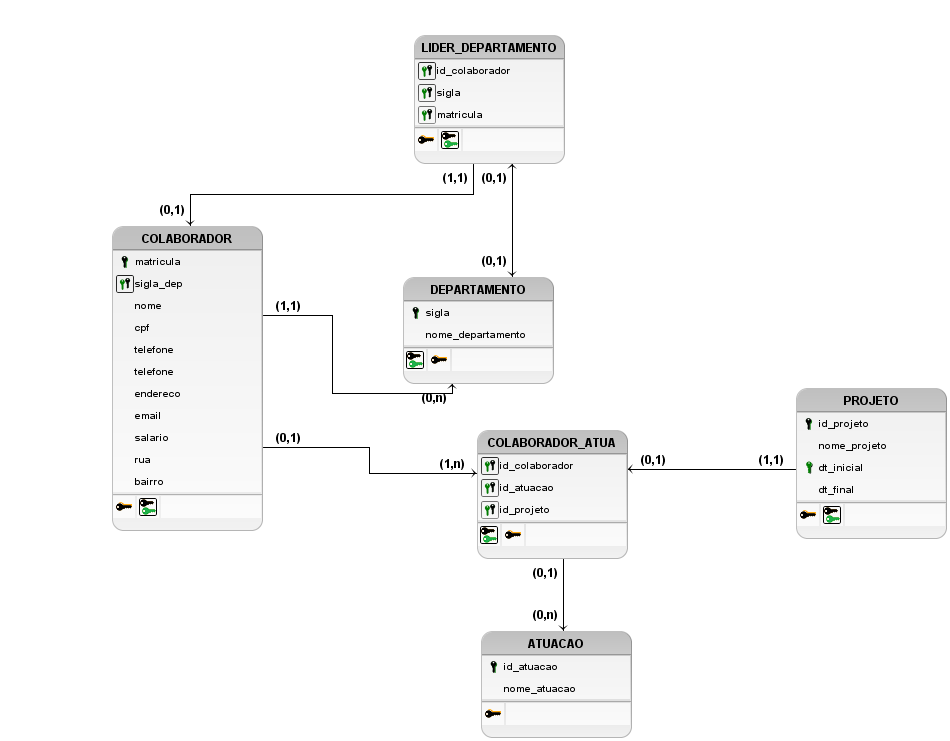 LIDER_DEPARTAMENTO
id_colaborador
sigla
matricula
(1,1)
(0,1)
(0,1)
(0,1)
COLABORADOR
matricula
sigla_dep
nome
cpf
telefone
telefone
endereco
email
salario
rua
bairro
(1,1)
(0,n)
DEPARTAMENTO
sigla
nome_departamento
(0,1)
(1,n)
COLABORADOR_ATUA
id_colaborador
id_atuacao
id_projeto
(0,1)
(1,1)
PROJETO
id_projeto
nome_projeto
dt_inicial
dt_final
(0,1)
(0,n)
ATUACAO
id_atuacao
nome_atuacao